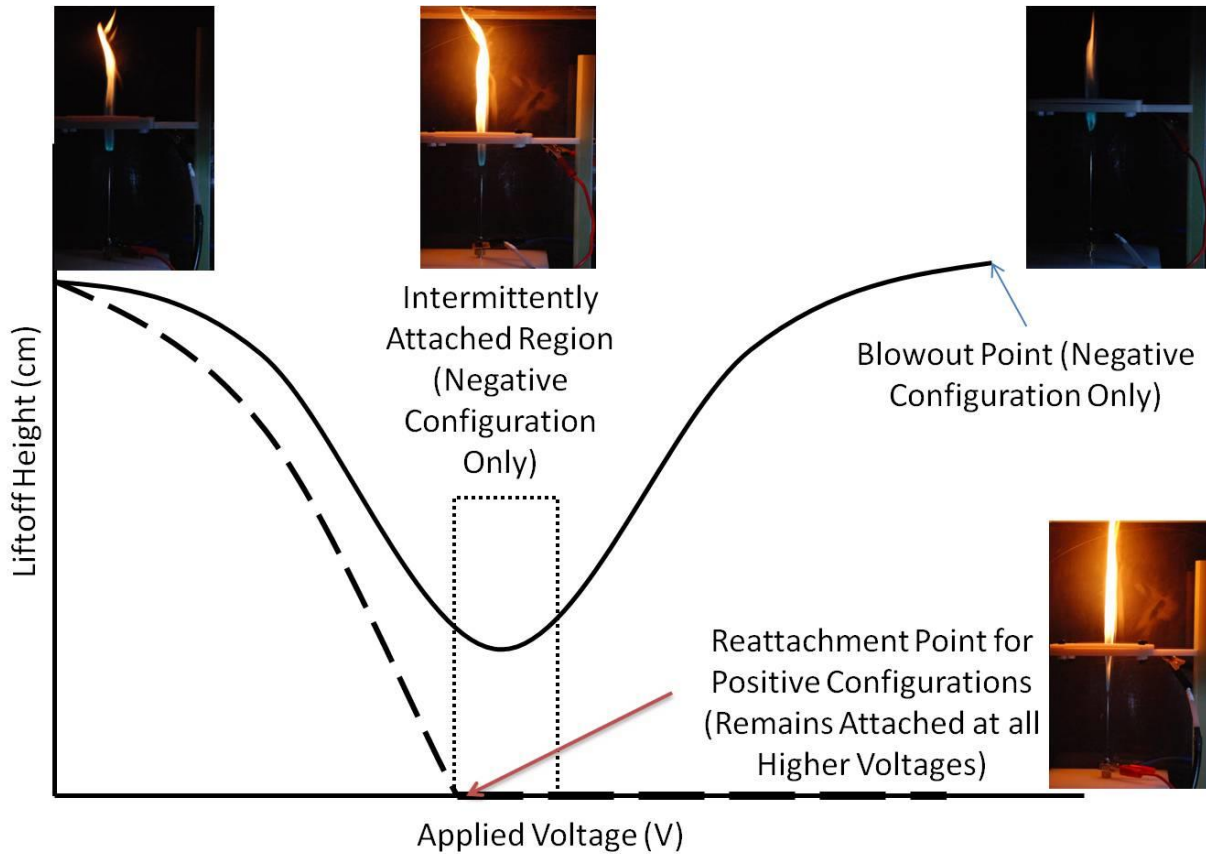 Liftoff Height (cm)
Intermittently
Attached Region
(Negative
Configuration
Only)
Blowout Point (Negative
Configuration Only)
Reattachment Point for
Positive Configurations
(Remains Attached at all
Higher Voltages)
Applied Voltage (V)